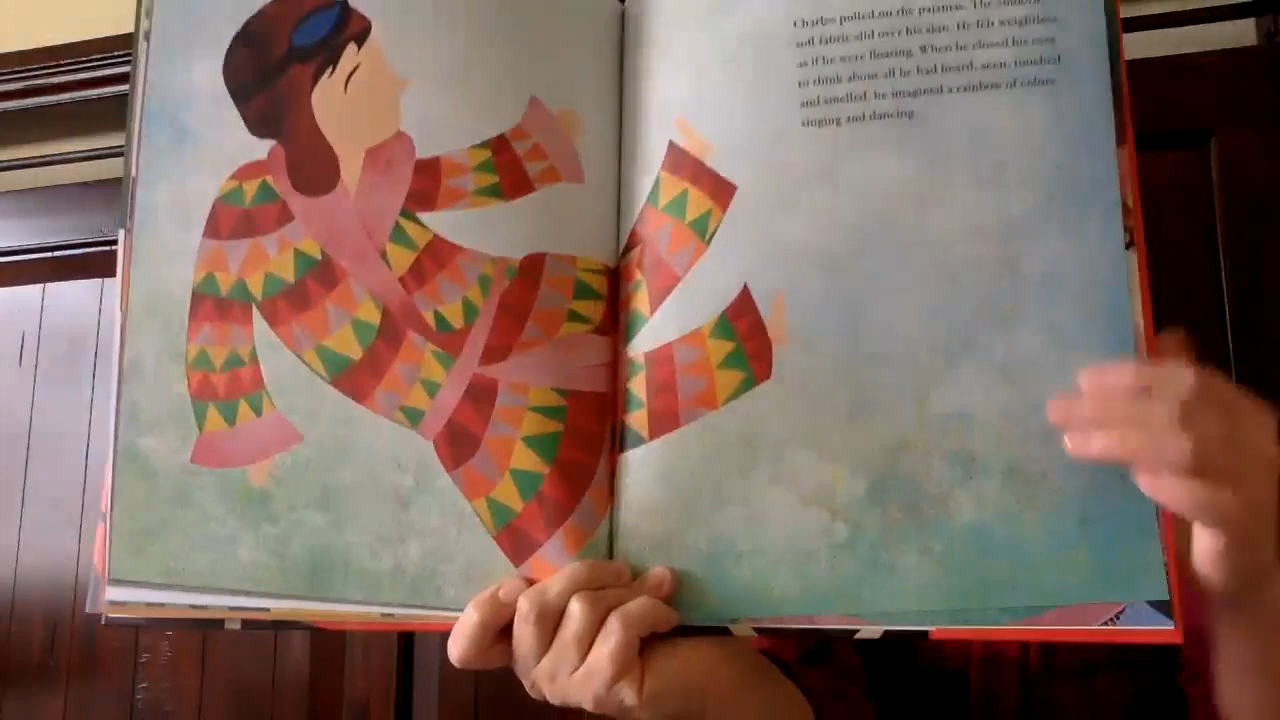 Charles pulled on the pajamas. The smooth,
soft fabric slid over his skin. He felt weightless
as if he were floating. When he closed his eyes
to think about all he had heard, seen, touched
and smelled, he imagined a rainbow of colors
singing and dancing.